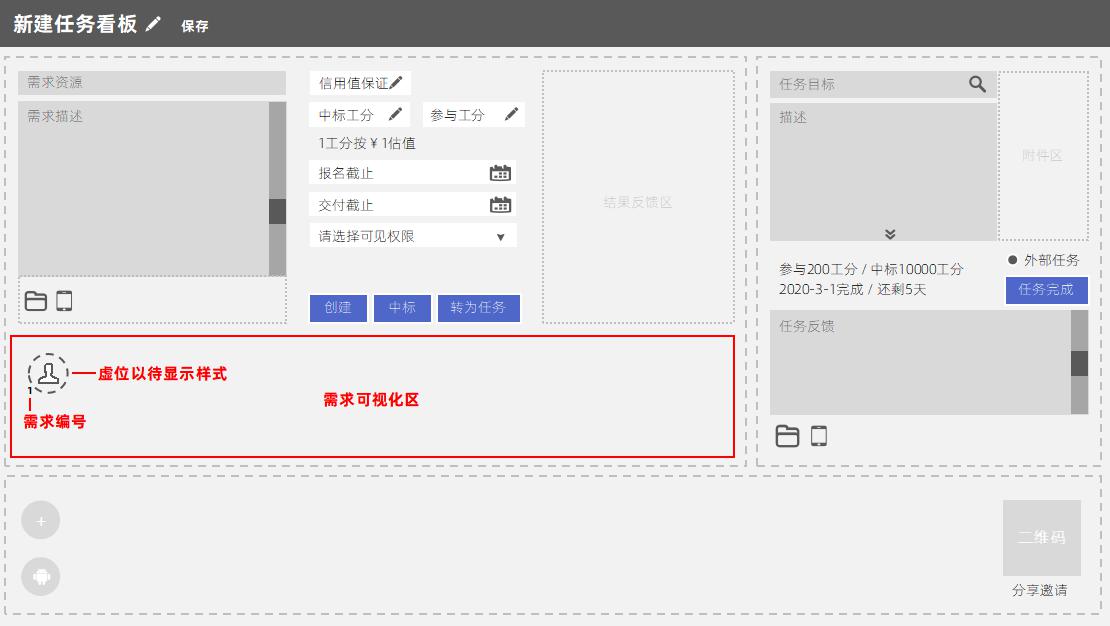 新建任务看板 保存
需求资源
需求描述
信用值保证
中标工分 参与工分
1工分按￥1估值
报名截止
交付截止
请选择可见权限
创建 中标 转为任务
结果反馈区
虚位以待显示样式
1
需求编号
需求可视化区
任务目标
描述
附件区
参与200工分 / 中标10000工分
2020-3-1完成 / 还剩5天
外部任务
任务完成
任务反馈
+
二维码
分享邀请